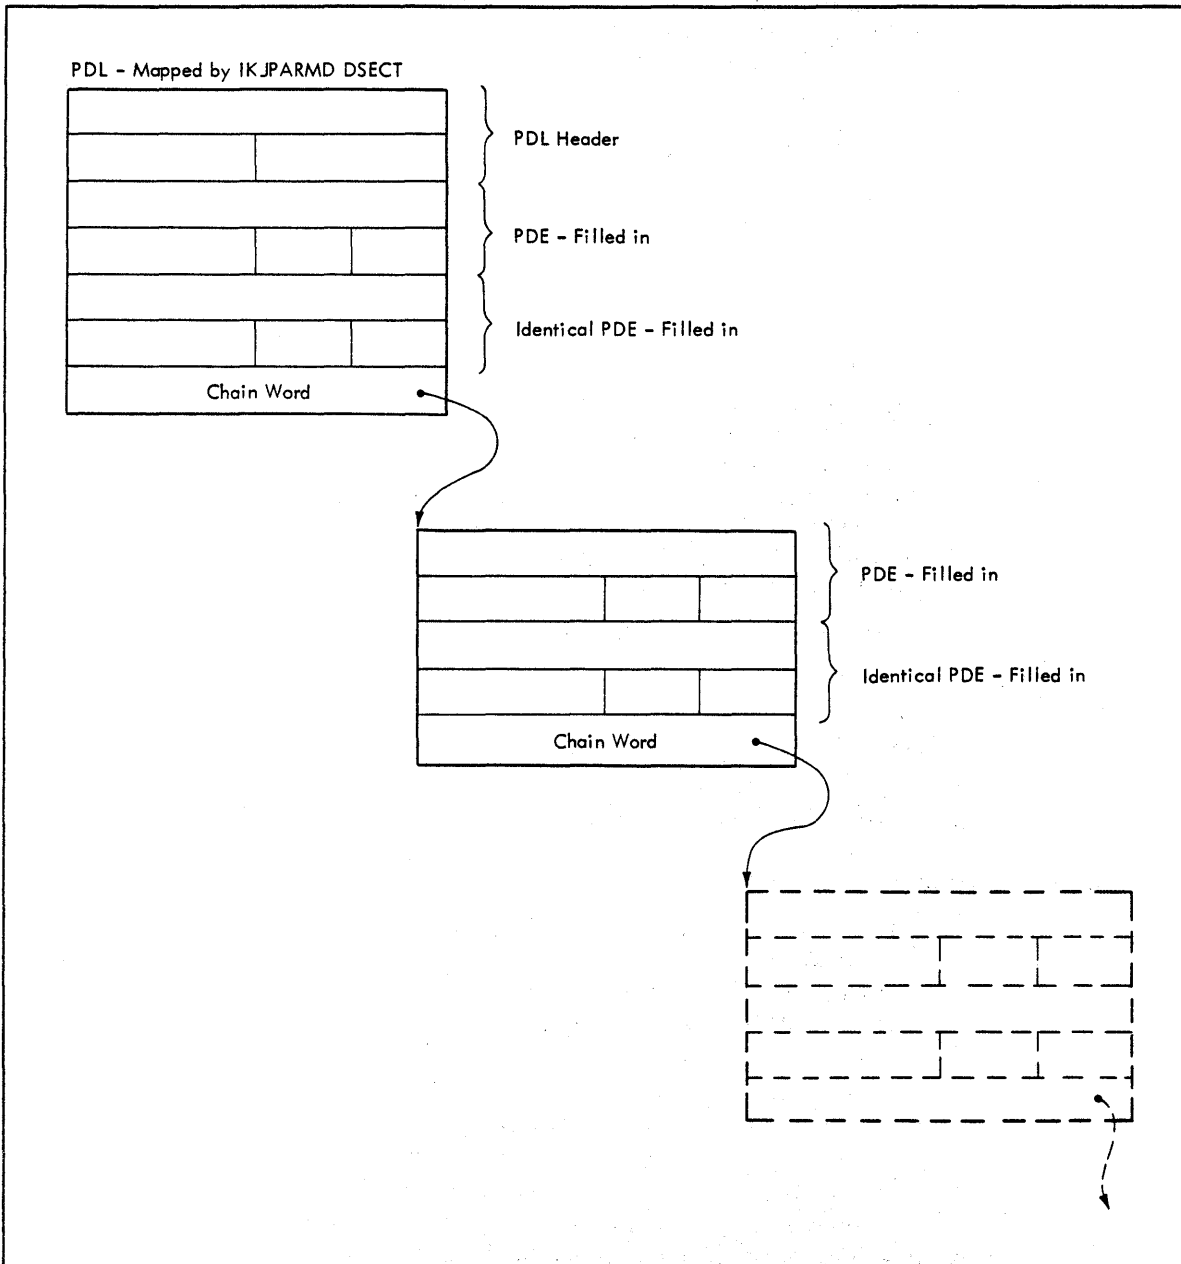 PDL - Mapped by IKJPARMD DSECT
PDL Header
PDE - Filled in
Identical PDE - Filled in
Chain Word
PDE - Filled in
Identical PDE - Filled in
Chain Word